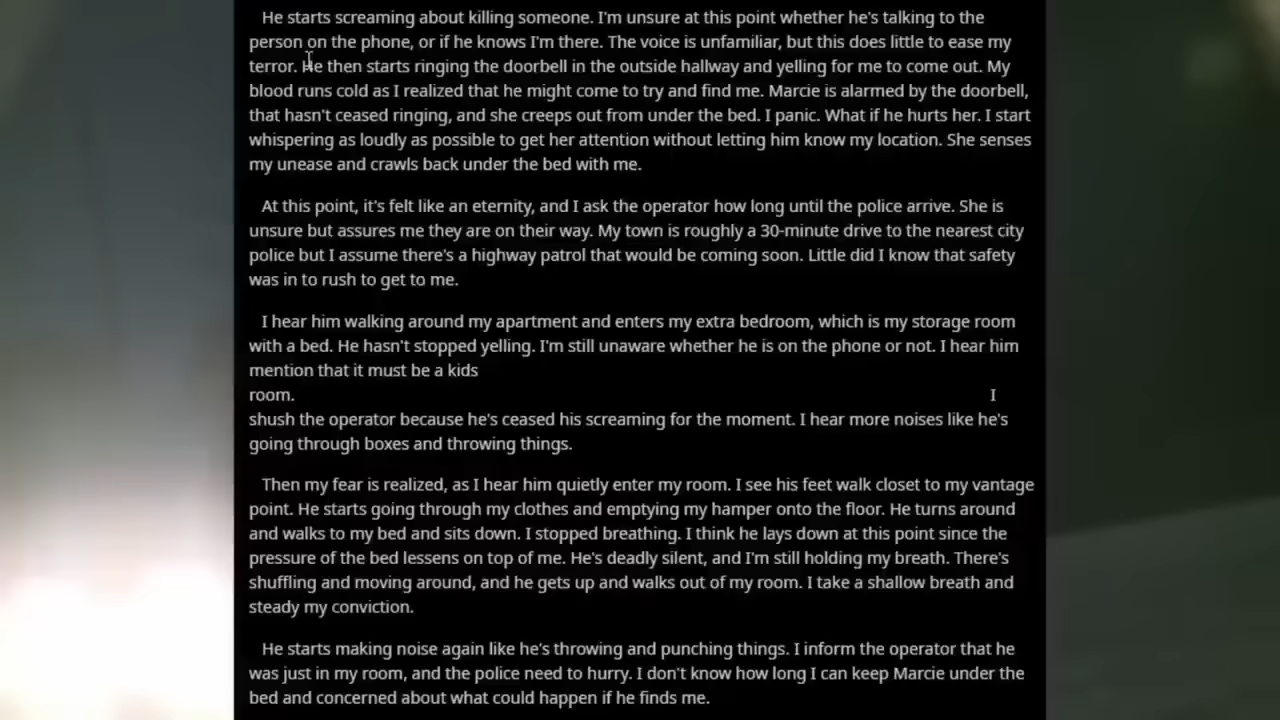 He starts screaming about killing someone. I'm unsure at this point whether he's talking to the
person on the phone, or if he knows I'm there. The voice is unfamiliar, but this does little to ease my
terror. He then starts ringing the doorbell in the outside hallway and yelling for me to come out. My
blood runs cold as I realized that he might come to try and find me. Marcie is alarmed by the doorbell,
that hasn't ceased ringing, and she creeps out from under the bed. I panic. What if he hurts her. I start
whispering as loudly as possible to get her attention without letting him know my location. She senses
my unease and crawls back under the bed with me.
At this point, it's felt like an eternity, and I ask the operator how long until the police arrive. She is
unsure but assures me they are on their way. My town is roughly a 30-minute drive to the nearest city
police but I assume there's a highway patrol that would be coming soon. Little did I know that safety
was in to rush to get to me.
I hear him walking around my apartment and enters my extra bedroom, which is my storage room
with a bed. He hasn't stopped yelling. I'm still unaware whether he is on the phone or not. I hear him
mention that it must be a kids
room. I
shush the operator because he's ceased his screaming for the moment. I hear more noises like he's
going through boxes and throwing things.
Then my fear is realized, as I hear him quietly enter my room. I see his feet walk closet to my vantage
point. He starts going through my clothes and emptying my hamper onto the floor. He turns around
and walks to my bed and sits down. I stopped breathing. I think he lays down at this point since the
pressure of the bed lessens on top of me. He's deadly silent, and I'm still holding my breath. There's
shuffling and moving around, and he gets up and walks out of my room. I take a shallow breath and
steady my conviction.
He starts making noise again like he's throwing and punching things. I inform the operator that he
was just in my room, and the police need to hurry. I don't know how long I can keep Marcie under the
bed and concerned about what could happen if he finds me.